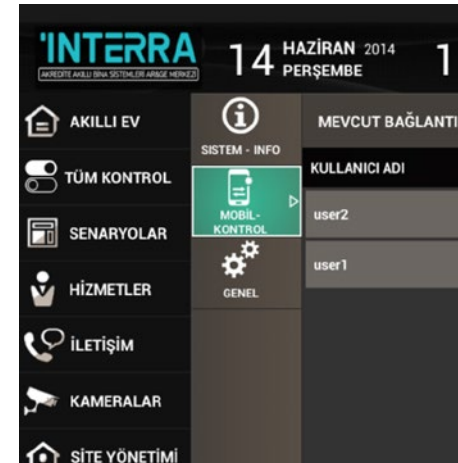 'INTERRA
AKREDİTE AKILLI BİNA SİSTEMLERİ ARGE MERKEZİ
14 HAZİRAN 2014
PERŞEMBE
1
AKILLI EV
TÜM KONTROL
SENARYOLAR
HİZMETLER
İLETİŞİM
KAMERALAR
SİTE YÖNETİMİ
SISTEM - INFO
MOBİL-
KONTROL
GENEL
MEVCUT BAĞLANTI
KULLANICI ADI
user2
user1